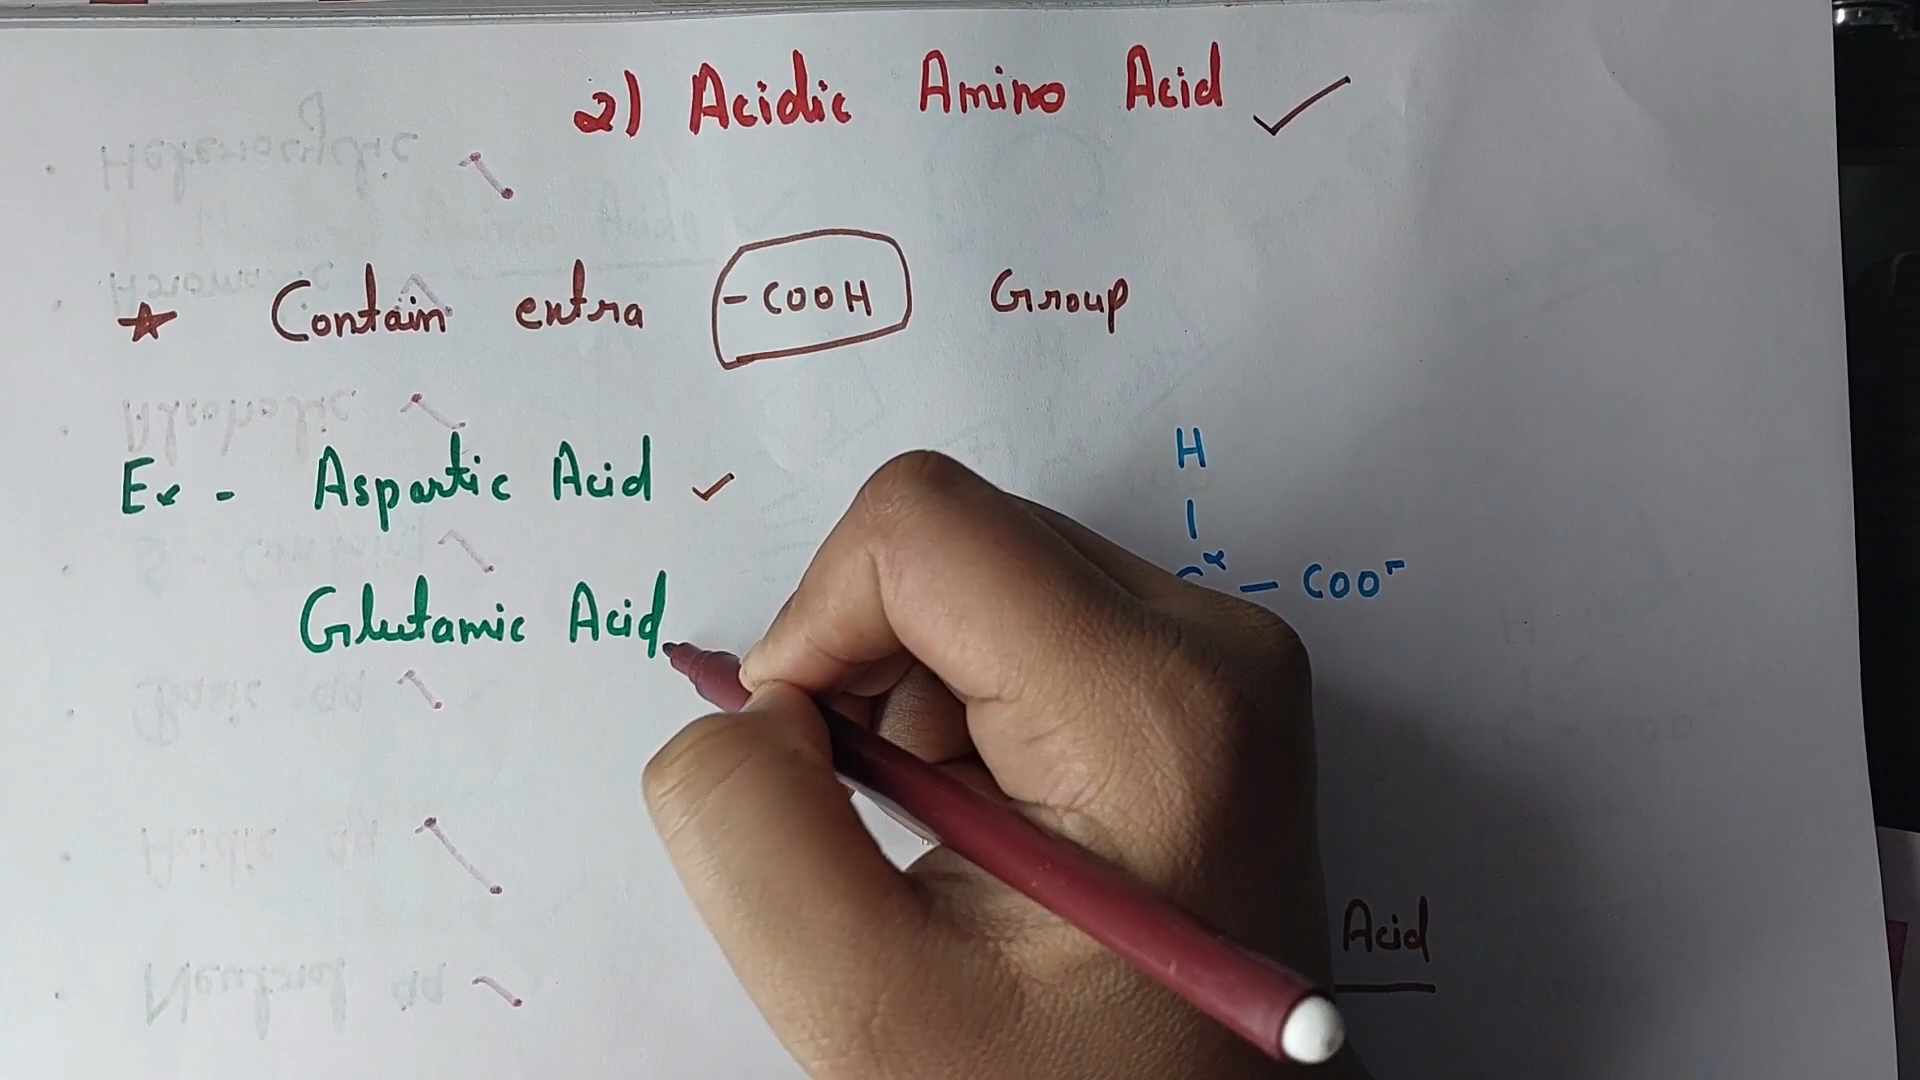 2) Acidic Amino Acid
☆ Contain extra -COOH Group
Ex - Aspartic Acid
Glutamic Acid
H
C α - COO-
Acid